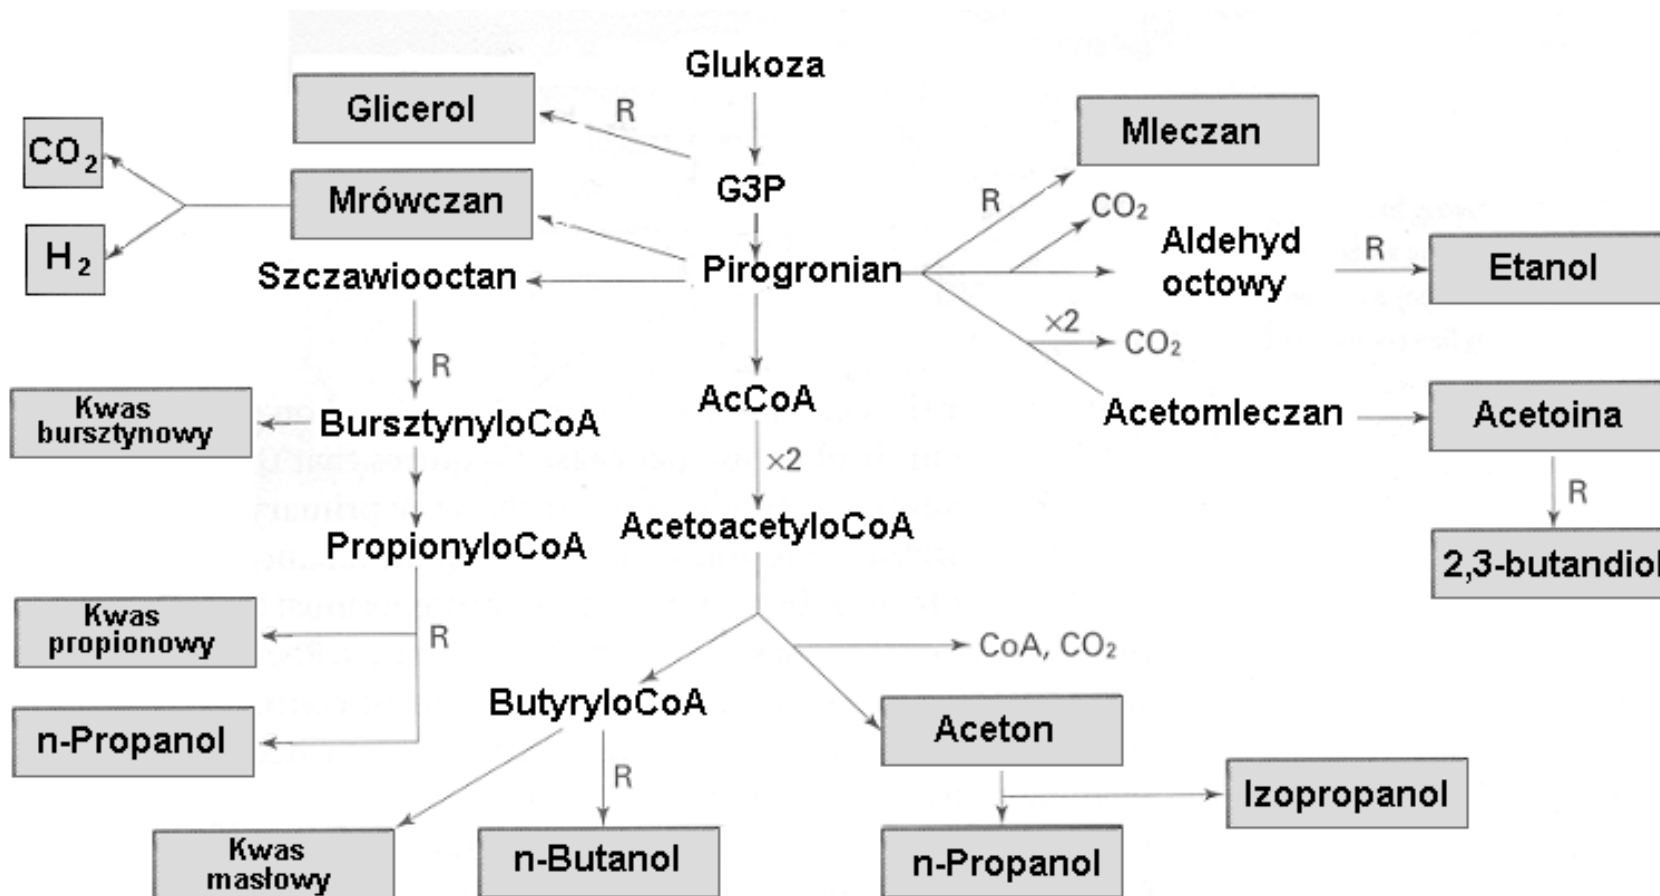 Glukoza
Glicerol
R
Mleczan
CO₂
Mrówczan
G3P
R
CO₂
H₂
Szczawiooctan
Pirogronian
Aldehyd
octowy
R
Etanol
×2
CO₂
R
Kwas
bursztynowy
BursztynyloCoA
AcCoA
Acetomleczan
Acetoina
×2
R
PropionyloCoA
AcetoacetyloCoA
2,3-butandiol
Kwas
propionowy
R
CoA, CO₂
n-Propanol
ButyryloCoA
Aceton
R
Izopropanol
Kwas
masłowy
n-Butanol
n-Propanol